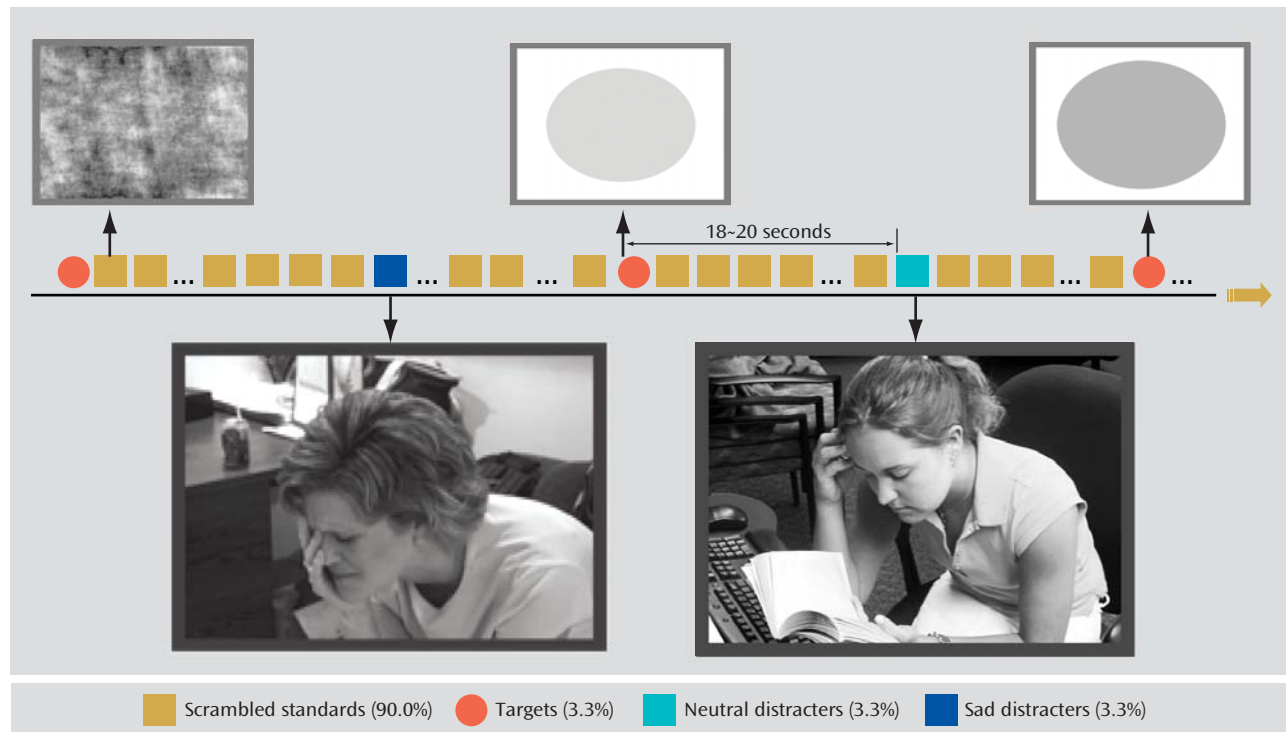 18~20 seconds
... ... ... ... ... ...
Scrambled standards (90.0%) Targets (3.3%) Neutral distracters (3.3%) Sad distracters (3.3%)